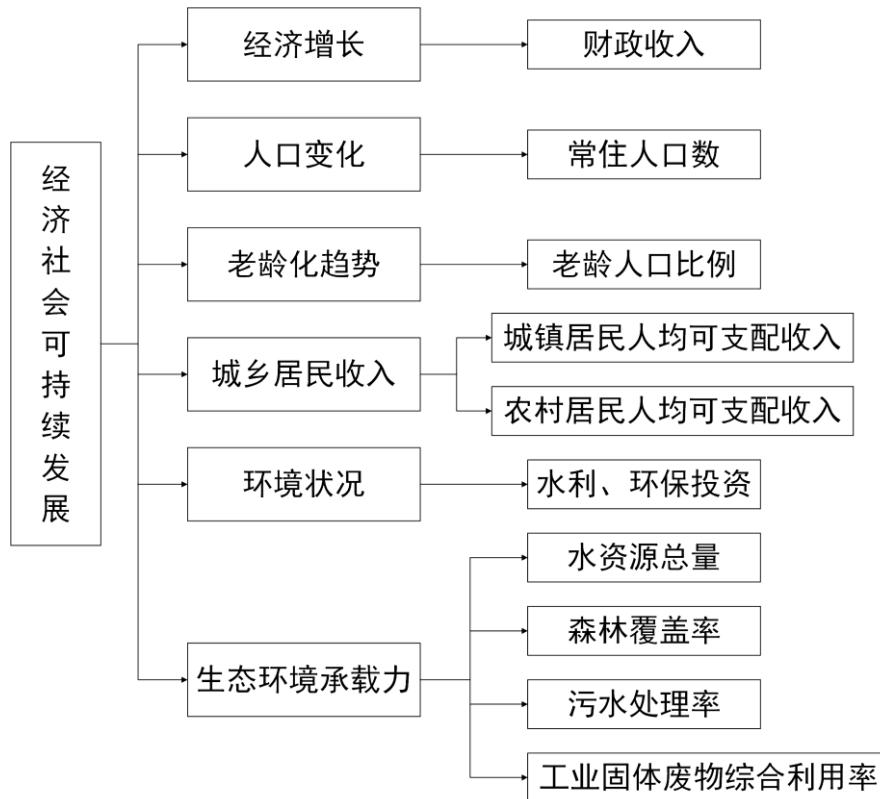 经济社会可持续发展
经济增长
财政收入
人口变化
常住人口数
老龄化趋势
老龄人口比例
城乡居民收入
城镇居民人均可支配收入
农村居民人均可支配收入
环境状况
水利、环保投资
生态环境承载力
水资源总量
森林覆盖率
污水处理率
工业固体废物综合利用率